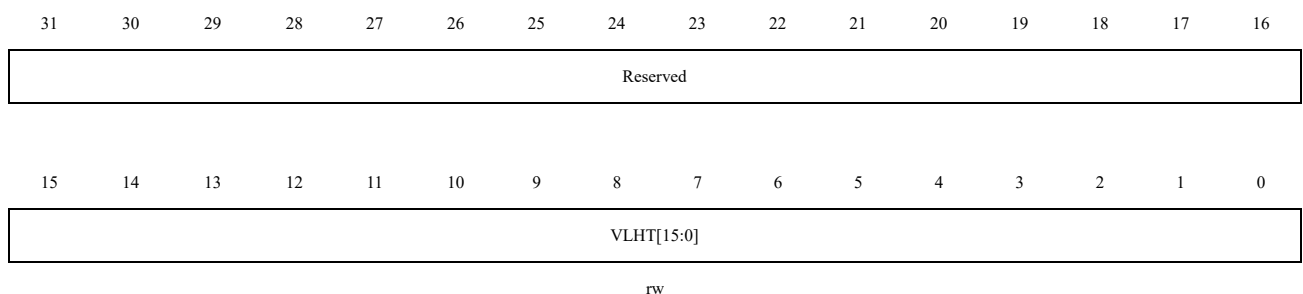 31 30 29 28 27 26 25 24 23 22 21 20 19 18 17 16
Reserved
15 14 13 12 11 10 9 8 7 6 5 4 3 2 1 0
VLHT[15:0]
rw